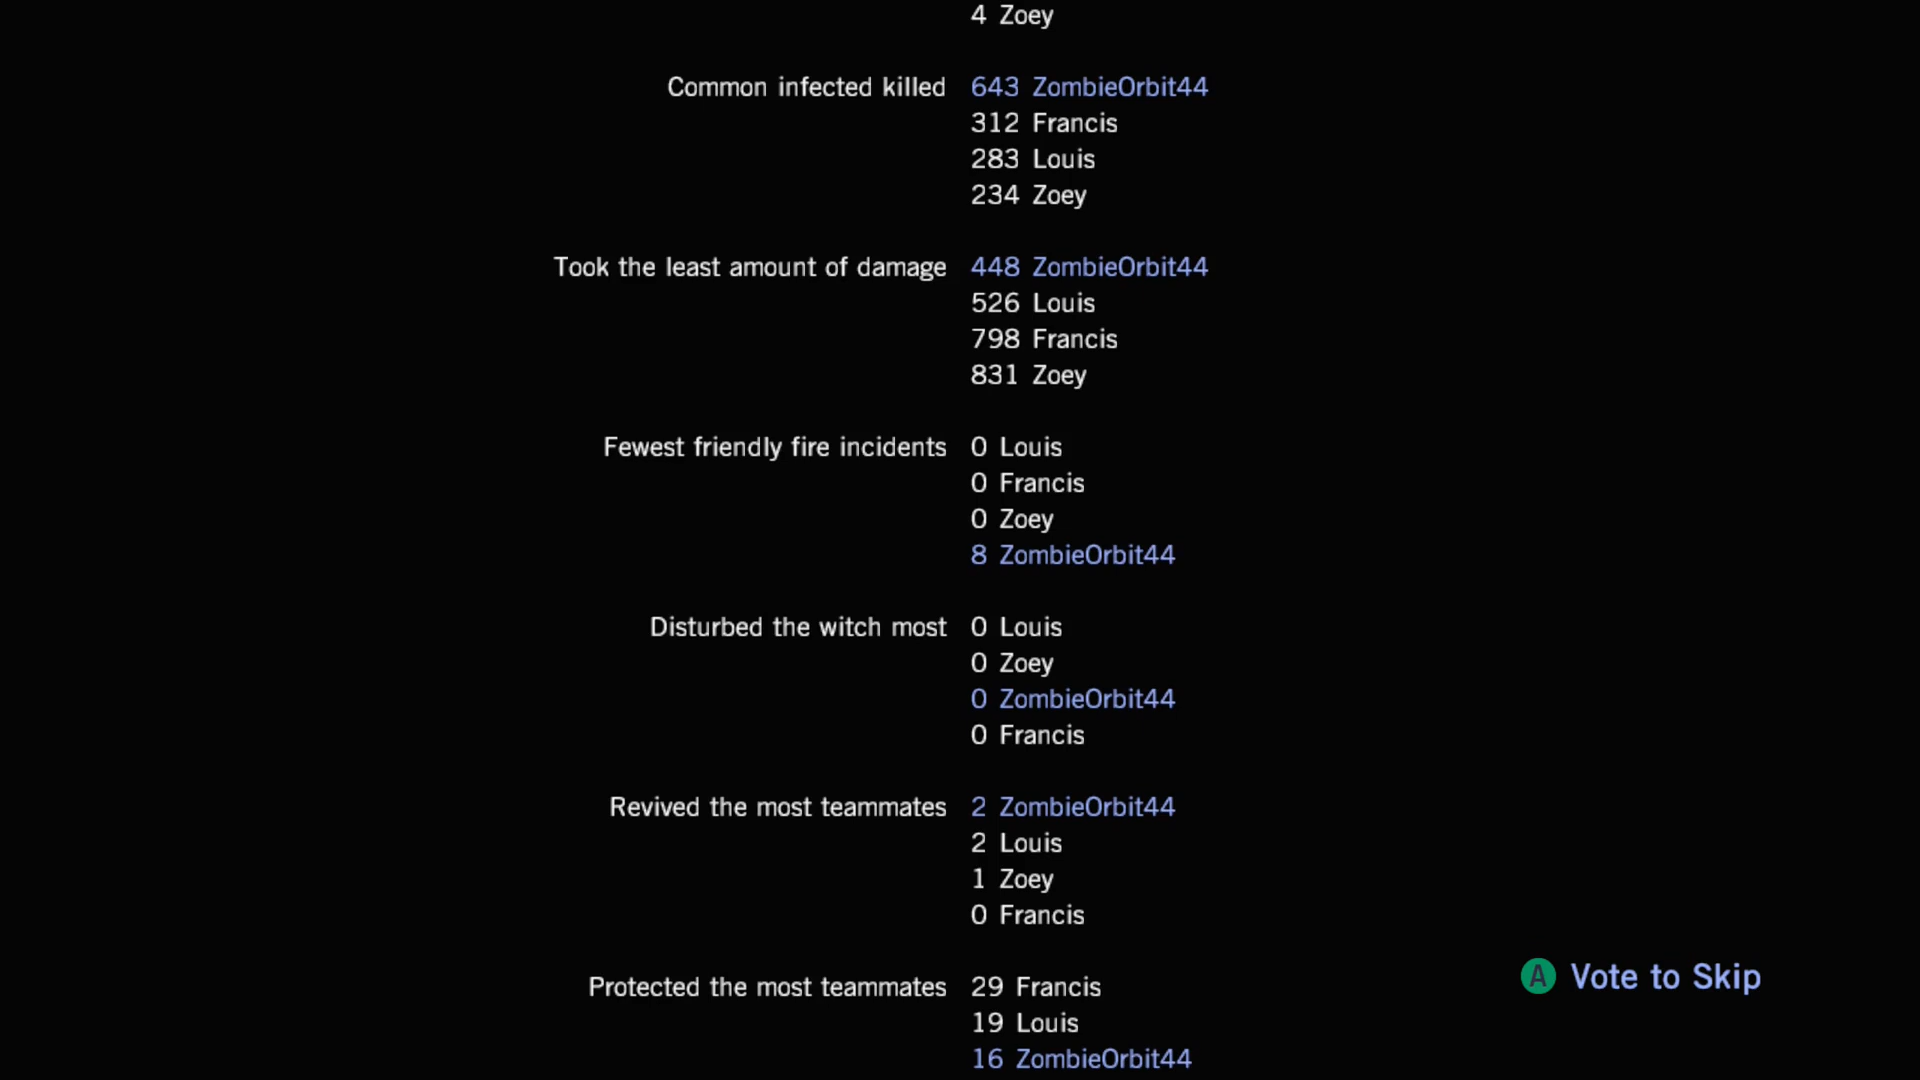 4 Zoey
Common infected killed 643 ZombieOrbit44
312 Francis
283 Louis
234 Zoey
Took the least amount of damage 448 ZombieOrbit44
526 Louis
798 Francis
831 Zoey
Fewest friendly fire incidents 0 Louis
0 Francis
0 Zoey
8 ZombieOrbit44
Disturbed the witch most 0 Louis
0 Zoey
0 ZombieOrbit44
0 Francis
Revived the most teammates 2 ZombieOrbit44
2 Louis
1 Zoey
0 Francis
A Vote to Skip
Protected the most teammates 29 Francis
19 Louis
16 ZombieOrbit44